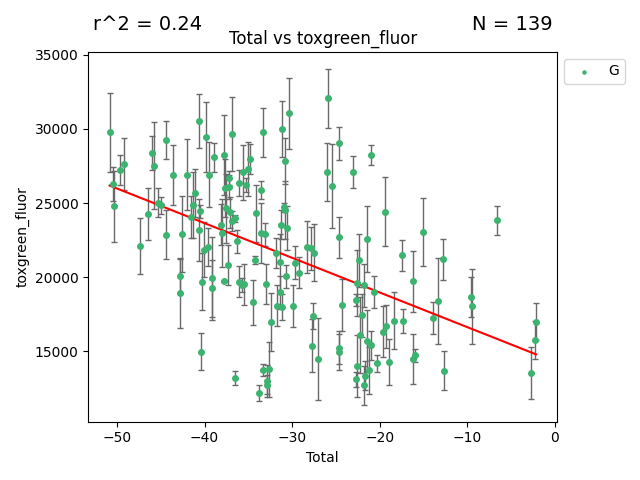 r^2 = 0.24 N = 139
Total vs toxgreen_fluor
G
35000
30000
25000
20000
15000
toxgreen_fluor
−50 −40 −30 −20 −10 0
Total